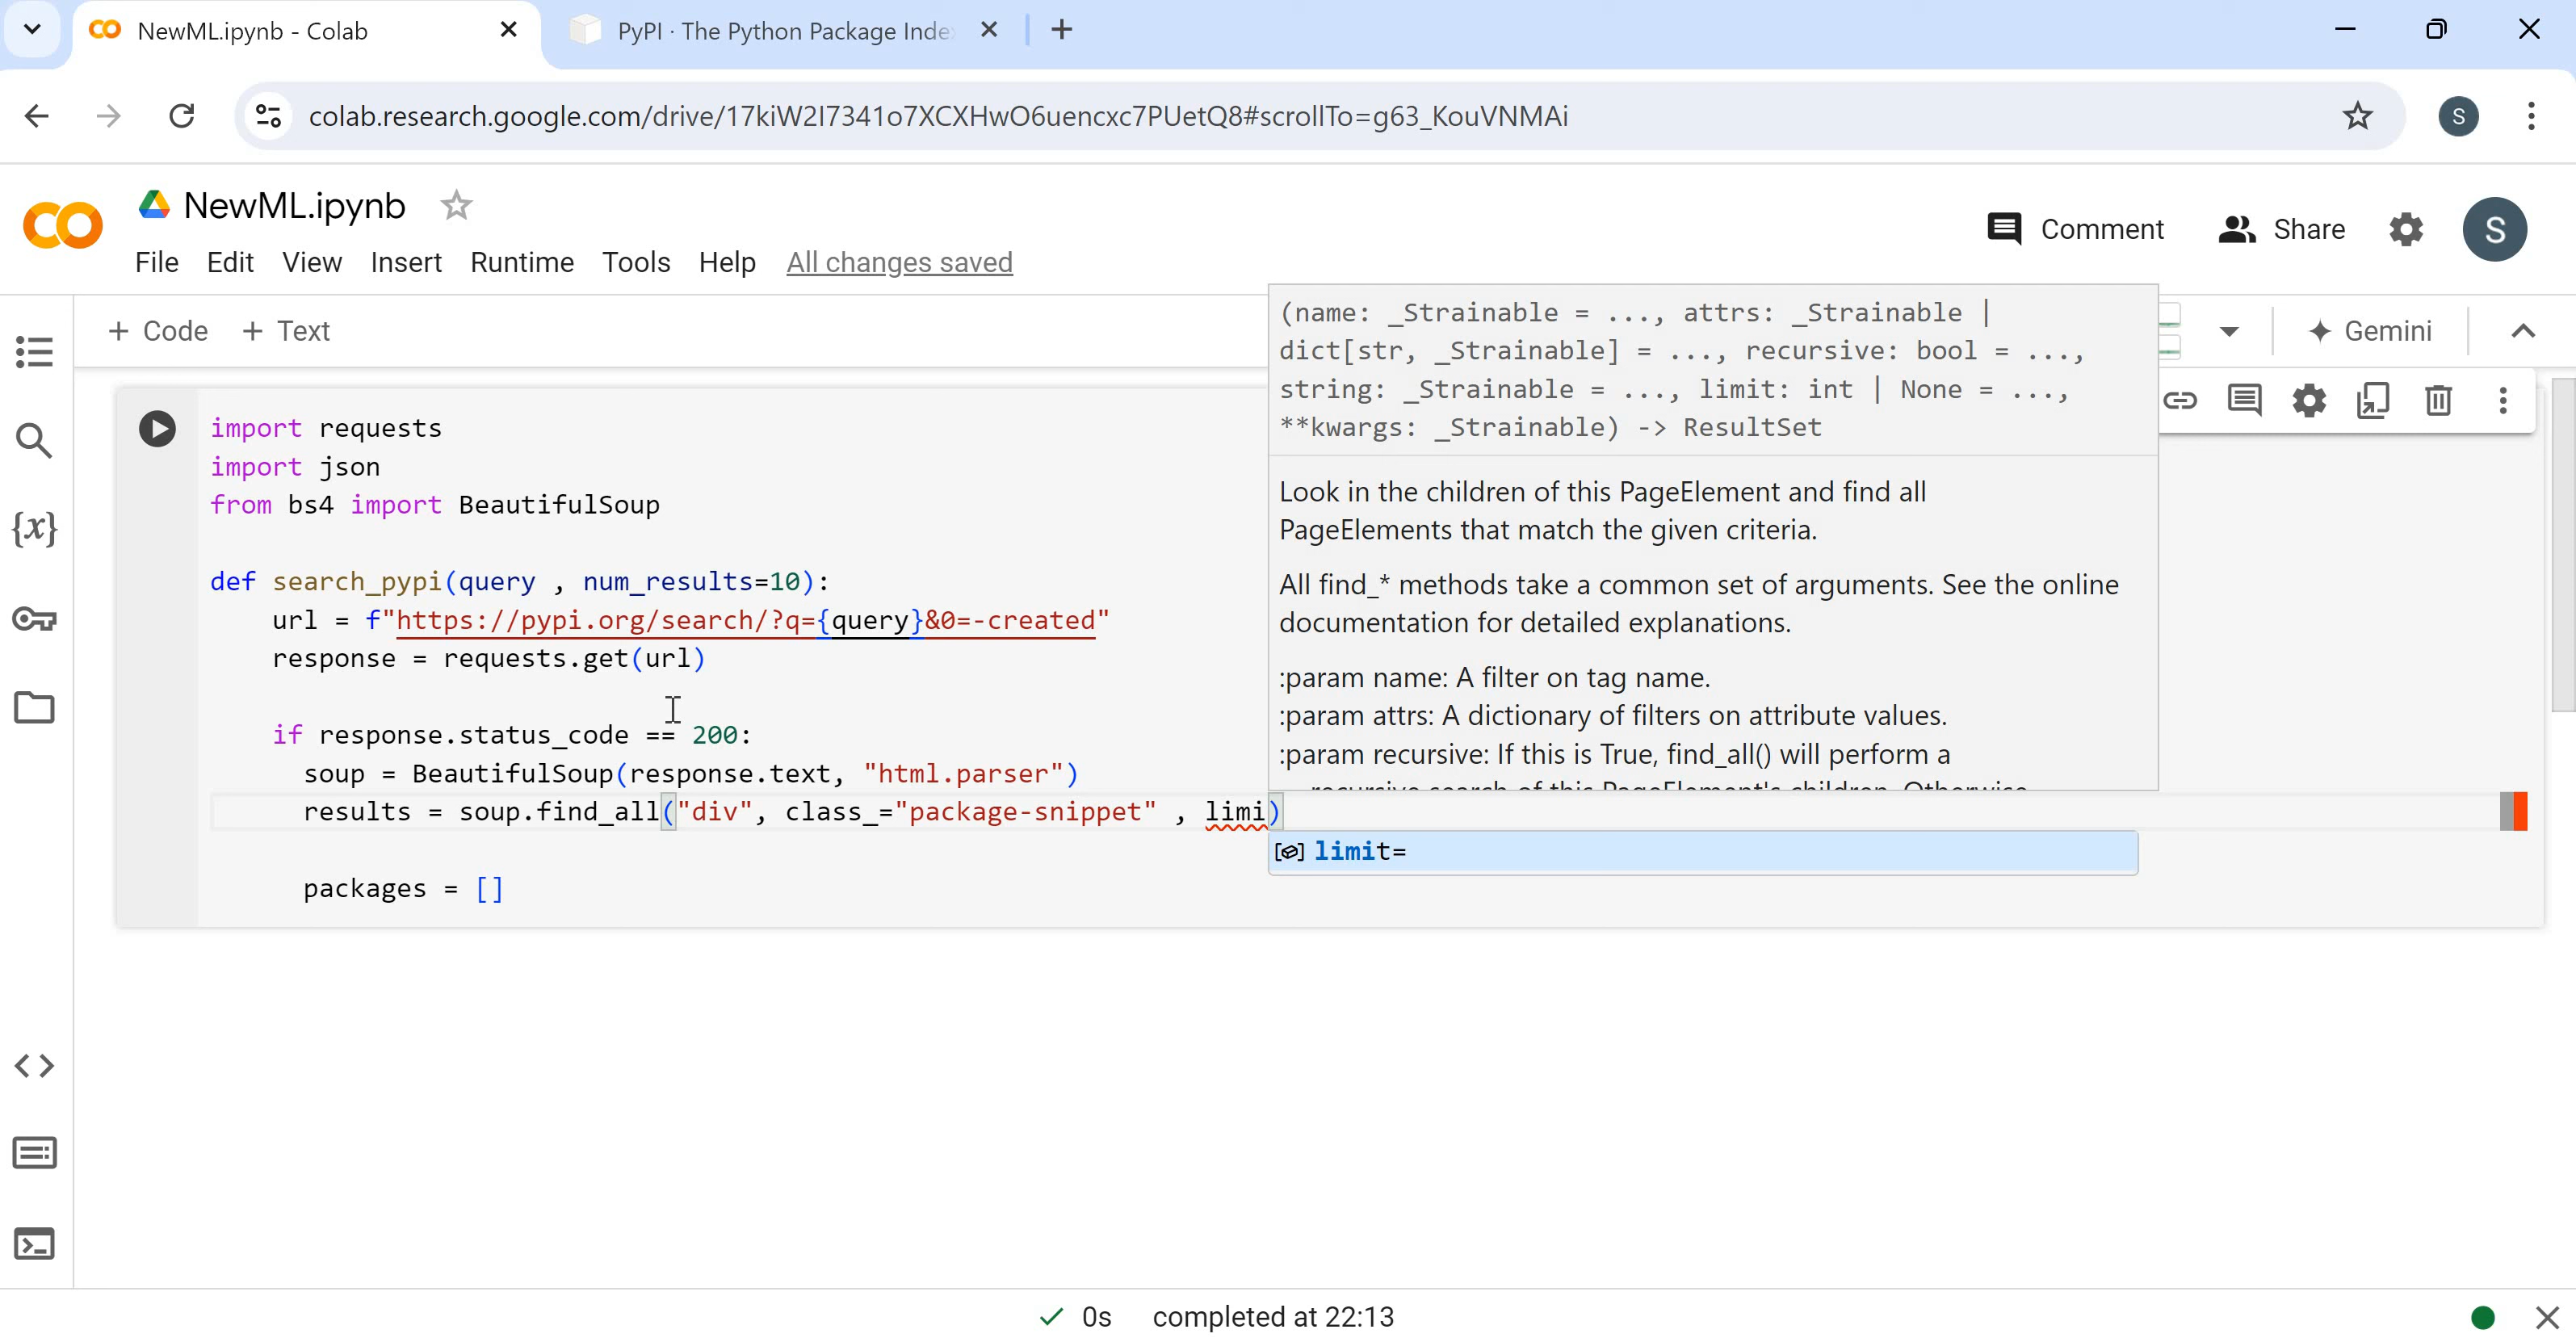 NewML.ipynb - Colab
PyPI · The Python Package Inde
colab.research.google.com/drive/17kiW2I7341o7XCXHwO6uencxc7PUetQ8#scrollTo=g63_KouVNMAi
S
NewML.ipynb
File Edit View Insert Runtime Tools Help All changes saved
Comment Share S
+ Code + Text
Gemini
(name: _Strainable = ..., attrs: _Strainable |
dict[str, _Strainable] = ..., recursive: bool = ...,
string: _Strainable = ..., limit: int | None = ...,
**kwargs: _Strainable) -> ResultSet
Look in the children of this PageElement and find all
PageElements that match the given criteria.
All find_* methods take a common set of arguments. See the online
documentation for detailed explanations.
:param name: A filter on tag name.
:param attrs: A dictionary of filters on attribute values.
:param recursive: If this is True, find_all() will perform a
recursive search of this PageElement's children. Otherwise
import requests
import json
from bs4 import BeautifulSoup
def search_pypi(query , num_results=10):
url = f"https://pypi.org/search/?q={query}&0=-created"
response = requests.get(url)
if response.status_code == 200:
soup = BeautifulSoup(response.text, "html.parser")
results = soup.find_all("div", class_="package-snippet" , limi)
limit=
packages = []
0s completed at 22:13